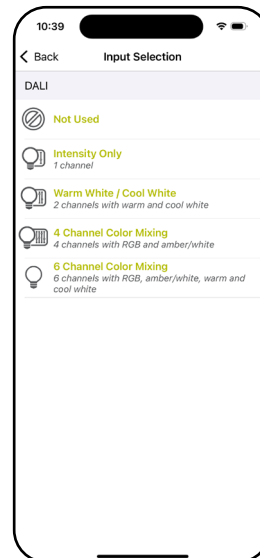 10:39
Back
Input Selection
DALI
Not Used
Intensity Only
1 channel
Warm White / Cool White
2 channels with warm and cool white
4 Channel Color Mixing
4 channels with RGB and amber/white
6 Channel Color Mixing
6 channels with RGB, amber/white, warm and
cool white